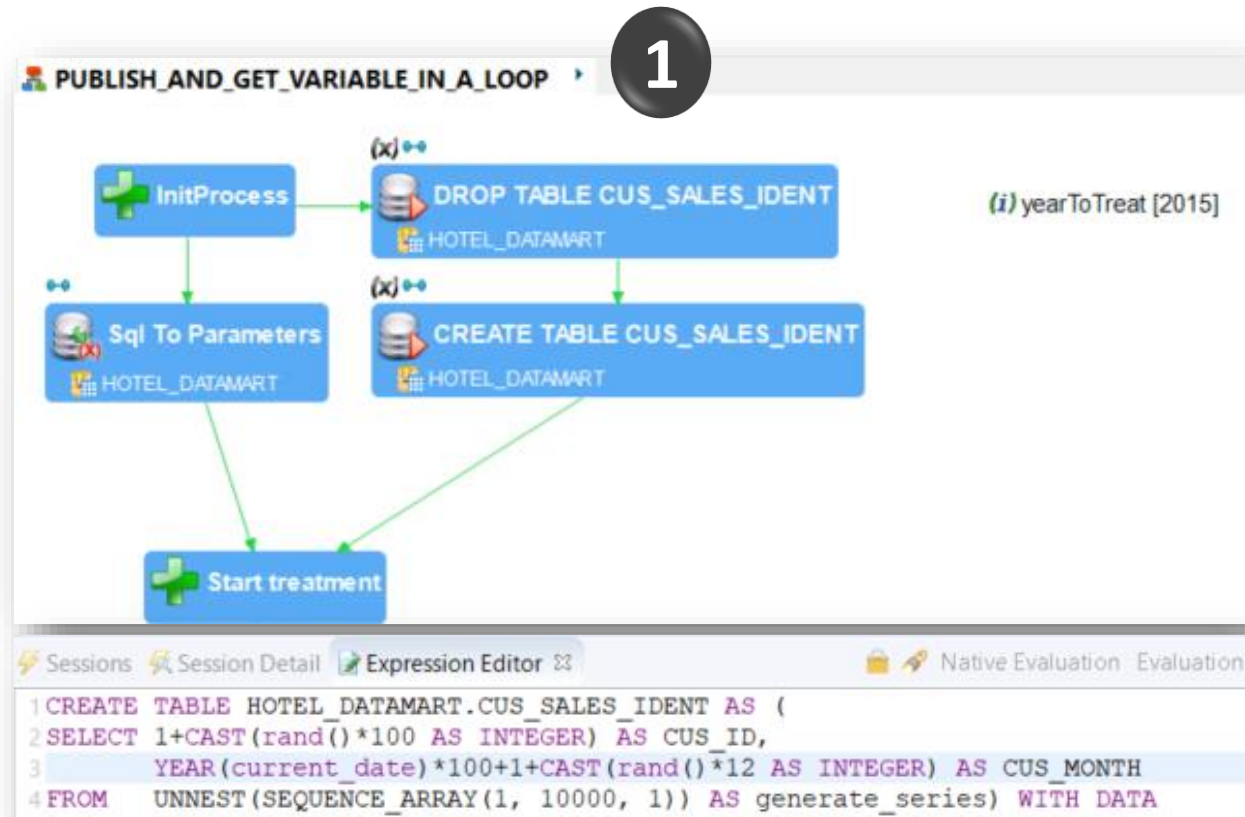 1
PUBLISH_AND_GET_VARIABLE_IN_A_LOOP
(x)
InitProcess
DROP TABLE CUS_SALES_IDENT
HOTEL_DATAMART
(i) yearToTreat [2015]
(x)
Sql To Parameters
HOTEL_DATAMART
CREATE TABLE CUS_SALES_IDENT
HOTEL_DATAMART
Start treatment
Sessions Session Detail Expression Editor Native Evaluation Evaluation
1 CREATE TABLE HOTEL_DATAMART.CUS_SALES_IDENT AS (
2 SELECT 1+CAST(rand()*100 AS INTEGER) AS CUS_ID,
3 YEAR(current_date)*100+1+CAST(rand()*12 AS INTEGER) AS CUS_MONTH
4 FROM UNNEST(SEQUENCE_ARRAY(1, 10000, 1)) AS generate_series) WITH DATA